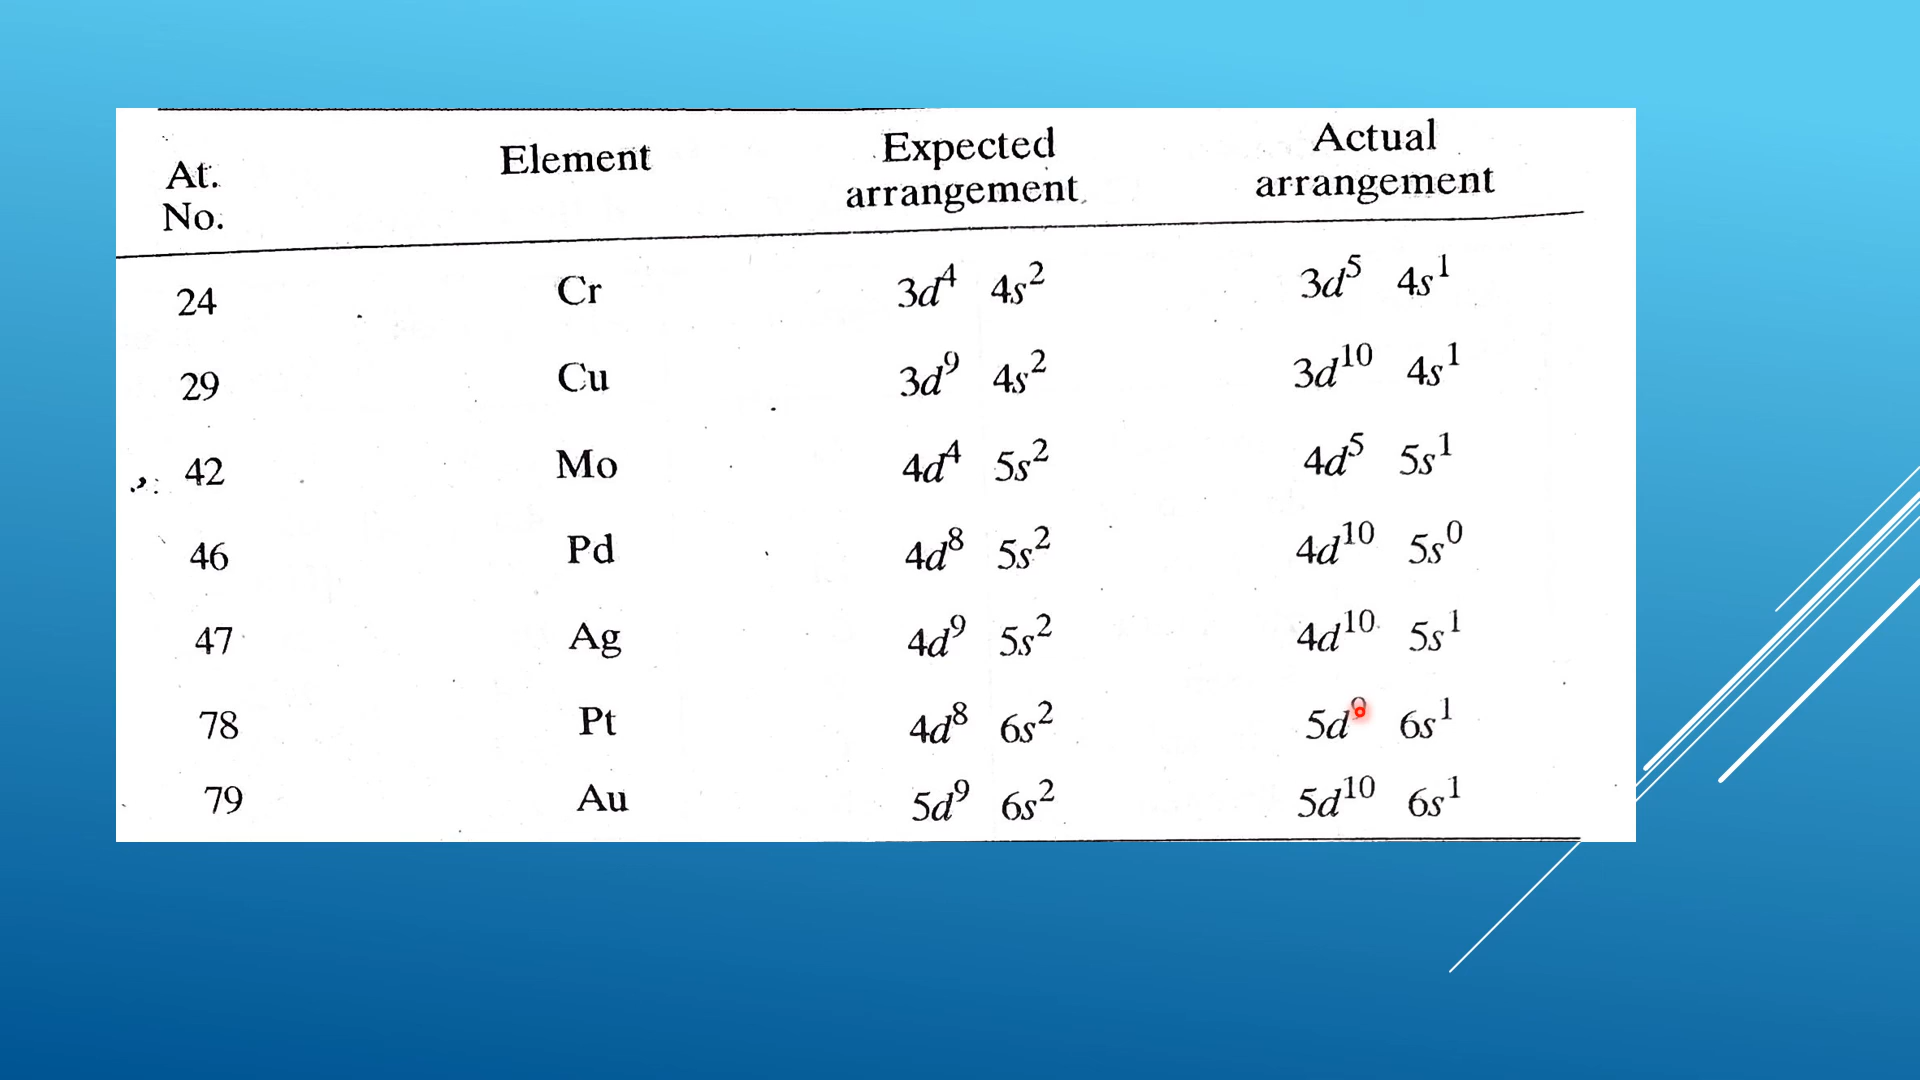 At. No. Element Expected arrangement Actual arrangement
24 Cr 3d⁴ 4s² 3d⁵ 4s¹
29 Cu 3d⁹ 4s² 3d¹⁰ 4s¹
42 Mo 4d⁴ 5s² 4d⁵ 5s¹
46 Pd 4d⁸ 5s² 4d¹⁰ 5s⁰
47 Ag 4d⁹ 5s² 4d¹⁰ 5s¹
78 Pt 4d⁸ 6s² 5d⁹ 6s¹
79 Au 5d⁹ 6s² 5d¹⁰ 6s¹